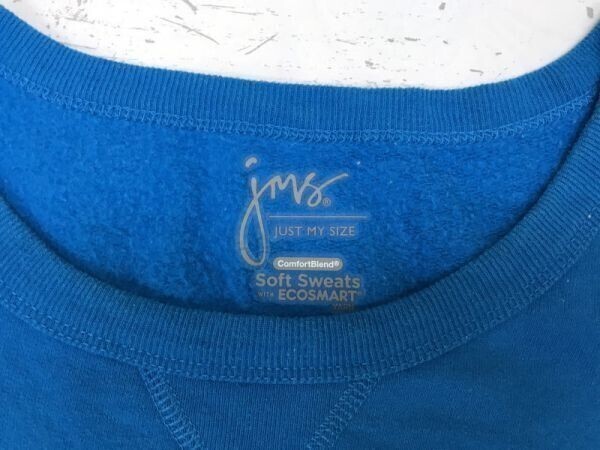 jms®
JUST MY SIZE
ComfortBlend®
Soft Sweats
WITH ECOSMART®